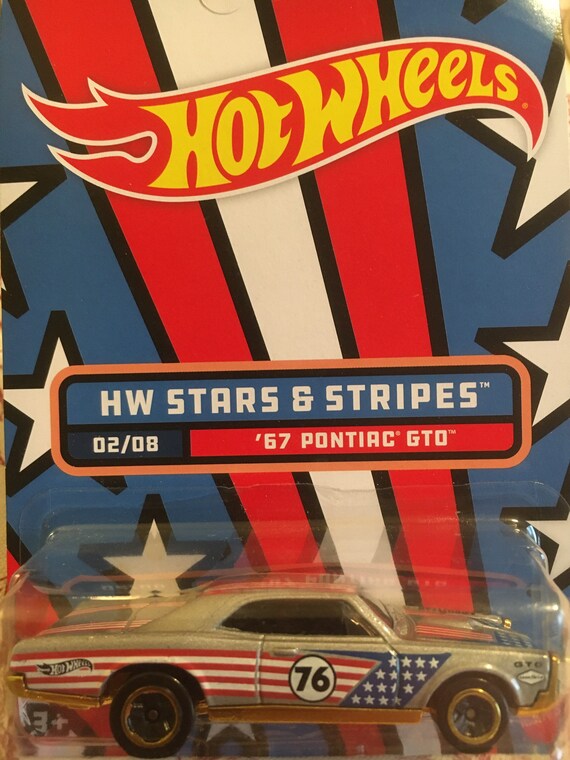 HOT WHEELS®
HW STARS & STRIPES™
02/08
'67 PONTIAC® GTO™
HOT WHEELS
76
GTO
3+